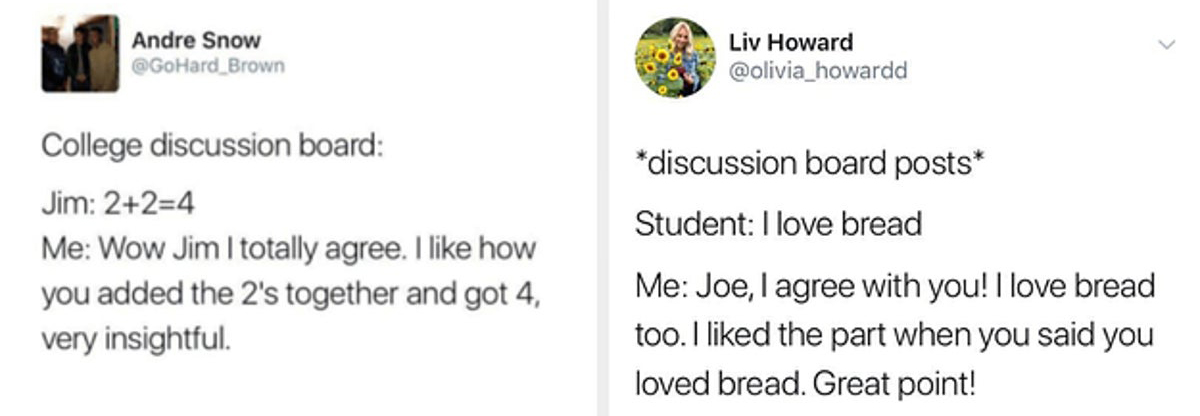 Andre Snow
@GoHard_Brown
College discussion board:
Jim: 2+2=4
Me: Wow Jim I totally agree. I like how
you added the 2's together and got 4,
very insightful.
Liv Howard
@olivia_howardd
*discussion board posts*
Student: I love bread
Me: Joe, I agree with you! I love bread
too. I liked the part when you said you
loved bread. Great point!